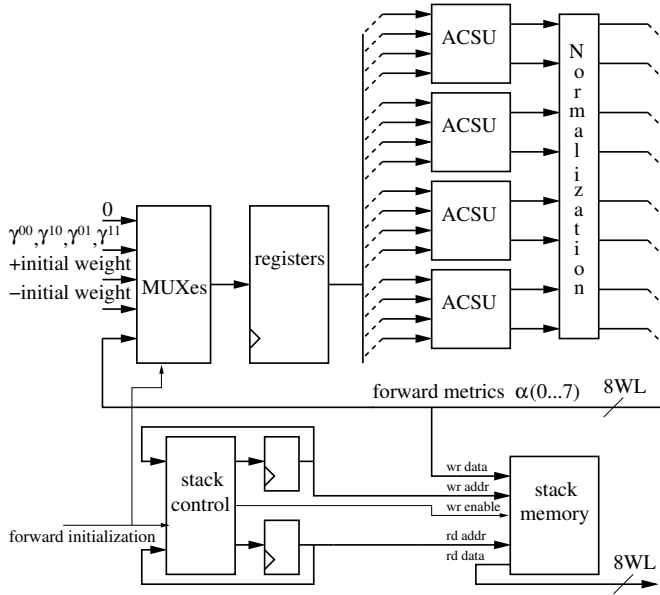 ACSU
ACSU
ACSU
ACSU
Normalization
0
γ00,γ10,γ01,γ11
+initial weight
−initial weight
MUXes
registers
forward metrics α(0...7)
8WL
stack
control
forward initialization
wr data
wr addr
wr enable
rd addr
rd data
stack
memory
8WL